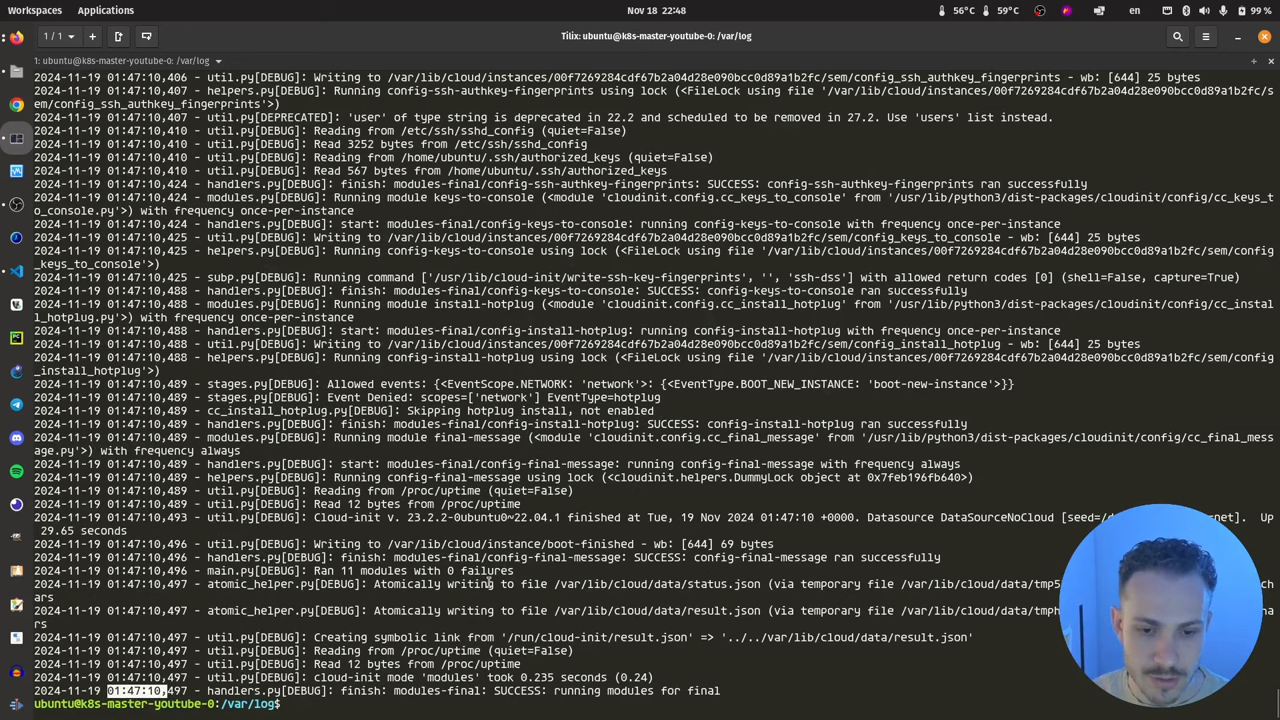 Workspaces Applications Nov 18 22:48 56°C 59°C en 99 %
1 / 1 Tilix: ubuntu@k8s-master-youtube-0: /var/log
1: ubuntu@k8s-master-youtube-0: /var/log
2024-11-19 01:47:10,406 - util.py[DEBUG]: Writing to /var/lib/cloud/instances/00f7269284cdf37217b2a04d28e090bcc0d89a1b2fc/sem/config_ssh_authkey_fingerprints - wb: [644] 25 bytes
2024-11-19 01:47:10,407 - helpers.py[DEBUG]: Running config-ssh-authkey-fingerprints using lock (<FileLock using file '/var/lib/cloud/instances/00f7269284cdf62b2a04d28e090bcc0d89a1b2fc/s
em/config_ssh_authkey_fingerprints'>)
2024-11-19 01:47:10,407 - util.py[DEPRECATED]: 'user' of type string is deprecated in 22.2 and scheduled to be removed in 27.2. Use 'users' list instead.
2024-11-19 01:47:10,410 - util.py[DEBUG]: Reading from /etc/ssh/sshd_config (quiet=False)
2024-11-19 01:47:10,410 - util.py[DEBUG]: Read 3252 bytes from /etc/ssh/sshd_config
2024-11-19 01:47:10,410 - util.py[DEBUG]: Reading from /home/ubuntu/.ssh/authorized_keys (quiet=False)
2024-11-19 01:47:10,410 - util.py[DEBUG]: Read 567 bytes from /home/ubuntu/.ssh/authorized_keys
2024-11-19 01:47:10,424 - handlers.py[DEBUG]: finish: modules-final/config-ssh-authkey-fingerprints: SUCCESS: config-ssh-authkey-fingerprints ran successfully
2024-11-19 01:47:10,424 - modules.py[DEBUG]: Running module keys-to-console (<module 'cloudinit.config.cc_keys_to_console' from '/usr/lib/python3/dist-packages/cloudinit/config/cc_keys_t
o_console.py'>) with frequency once-per-instance
2024-11-19 01:47:10,424 - handlers.py[DEBUG]: start: modules-final/config-keys-to-console: running config-keys-to-console with frequency once-per-instance
2024-11-19 01:47:10,425 - util.py[DEBUG]: Writing to /var/lib/cloud/instances/00f7269284cdf62b2a04d28e090bcc0d89a1b2fc/sem/config_keys_to_console - wb: [644] 25 bytes
2024-11-19 01:47:10,425 - helpers.py[DEBUG]: Running config-keys-to-console using lock (<FileLock using file '/var/lib/cloud/instances/00f7269284cdf62b2a04d28e090bcc0d89a1b2fc/sem/config
_keys_to_console'>)
2024-11-19 01:47:10,425 - subp.py[DEBUG]: Running command ['/usr/lib/cloud-init/write-ssh-key-fingerprints', '', 'ssh-dss'] with allowed return codes [0] (shell=False, capture=True)
2024-11-19 01:47:10,488 - handlers.py[DEBUG]: finish: modules-final/config-keys-to-console: SUCCESS: config-keys-to-console ran successfully
2024-11-19 01:47:10,488 - modules.py[DEBUG]: Running module install-hotplug (<module 'cloudinit.config.cc_install_hotplug' from '/usr/lib/python3/dist-packages/cloudinit/config/cc_instal
l_hotplug.py'>) with frequency once-per-instance
2024-11-19 01:47:10,488 - handlers.py[DEBUG]: start: modules-final/config-install-hotplug: running config-install-hotplug with frequency once-per-instance
2024-11-19 01:47:10,488 - util.py[DEBUG]: Writing to /var/lib/cloud/instances/00f7269284cdf62b2a04d28e090bcc0d89a1b2fc/sem/config_install_hotplug - wb: [644] 25 bytes
2024-11-19 01:47:10,488 - helpers.py[DEBUG]: Running config-install-hotplug using lock (<FileLock using file '/var/lib/cloud/instances/00f7269284cdf62b2a04d28e090bcc0d89a1b2fc/sem/config
_install_hotplug'>)
2024-11-19 01:47:10,489 - stages.py[DEBUG]: Allowed events: {<EventScope.NETWORK: 'network'>: {<EventType.BOOT_NEW_INSTANCE: 'boot-new-instance'>}}
2024-11-19 01:47:10,489 - stages.py[DEBUG]: Event Denied: scopes=['network'] EventType=hotplug
2024-11-19 01:47:10,489 - cc_install_hotplug.py[DEBUG]: Skipping hotplug install, not enabled
2024-11-19 01:47:10,489 - handlers.py[DEBUG]: finish: modules-final/config-install-hotplug: SUCCESS: config-install-hotplug ran successfully
2024-11-19 01:47:10,489 - modules.py[DEBUG]: Running module final-message (<module 'cloudinit.config.cc_final_message' from '/usr/lib/python3/dist-packages/cloudinit/config/cc_final_mess
age.py'>) with frequency always
2024-11-19 01:47:10,489 - handlers.py[DEBUG]: start: modules-final/config-final-message: running config-final-message with frequency always
2024-11-19 01:47:10,489 - helpers.py[DEBUG]: Running config-final-message using lock (<cloudinit.helpers.DummyLock object at 0x7feb196fb640>)
2024-11-19 01:47:10,489 - util.py[DEBUG]: Reading from /proc/uptime (quiet=False)
2024-11-19 01:47:10,489 - util.py[DEBUG]: Read 12 bytes from /proc/uptime
2024-11-19 01:47:10,493 - util.py[DEBUG]: Cloud-init v. 23.2.2-0ubuntu0~22.04.1 finished at Tue, 19 Nov 2024 01:47:10 +0000. Datasource DataSourceNoCloud [seed=/d net]. Up
29.65 seconds
2024-11-19 01:47:10,496 - util.py[DEBUG]: Writing to /var/lib/cloud/instance/boot-finished - wb: [644] 69 bytes
2024-11-19 01:47:10,496 - handlers.py[DEBUG]: finish: modules-final/config-final-message: SUCCESS: config-final-message ran successfully
2024-11-19 01:47:10,496 - main.py[DEBUG]: Ran 11 modules with 0 failures
2024-11-19 01:47:10,497 - atomic_helper.py[DEBUG]: Atomically writing to file /var/lib/cloud/data/status.json (via temporary file /var/lib/cloud/data/tmp5 ch
ars
2024-11-19 01:47:10,497 - atomic_helper.py[DEBUG]: Atomically writing to file /var/lib/cloud/data/result.json (via temporary file /var/lib/cloud/data/tmph a
rs
2024-11-19 01:47:10,497 - util.py[DEBUG]: Creating symbolic link from '/run/cloud-init/result.json' => '../../var/lib/cloud/data/result.json'
2024-11-19 01:47:10,497 - util.py[DEBUG]: Reading from /proc/uptime (quiet=False)
2024-11-19 01:47:10,497 - util.py[DEBUG]: Read 12 bytes from /proc/uptime
2024-11-19 01:47:10,497 - util.py[DEBUG]: cloud-init mode 'modules' took 0.235 seconds (0.24)
2024-11-19 01:47:10,497 - handlers.py[DEBUG]: finish: modules-final: SUCCESS: running modules for final
ubuntu@k8s-master-youtube-0:/var/log$